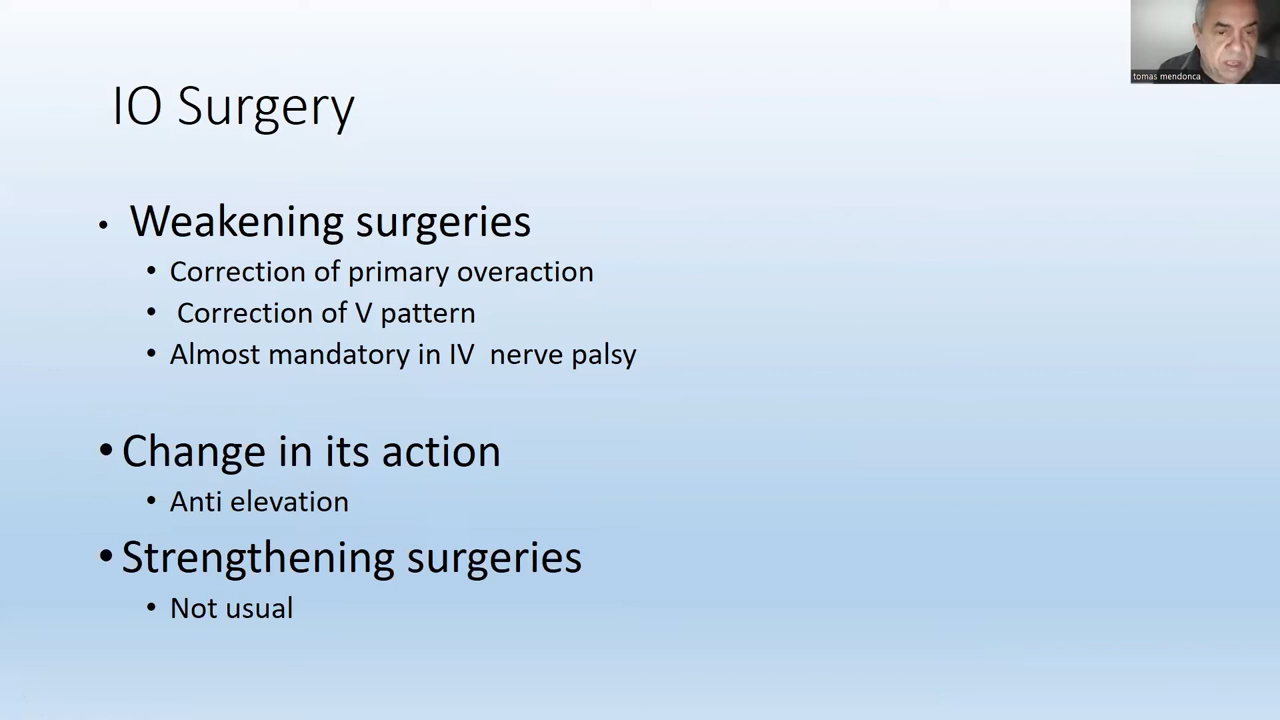 tomas mendonca
IO Surgery
• Weakening surgeries
• Correction of primary overaction
• Correction of V pattern
• Almost mandatory in IV nerve palsy
• Change in its action
• Anti elevation
• Strengthening surgeries
• Not usual